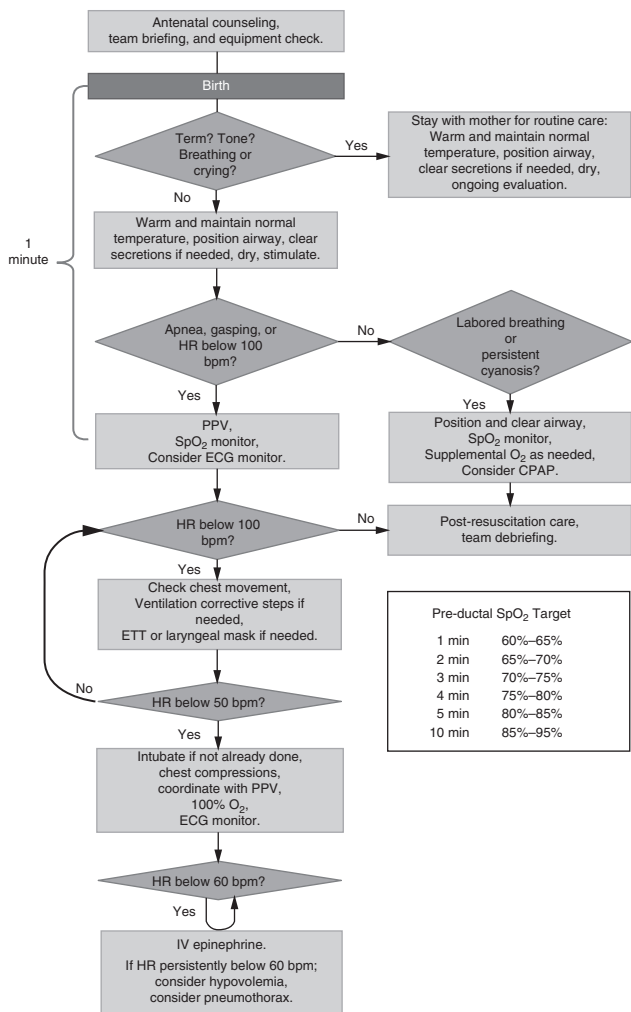 Antenatal counseling,
team briefing, and equipment check.
Birth
Term? Tone?
Breathing or
crying?
Yes
Stay with mother for routine care:
Warm and maintain normal
temperature, position airway,
clear secretions if needed, dry,
ongoing evaluation.
No
Warm and maintain normal
temperature, position airway, clear
secretions if needed, dry, stimulate.
1
minute
Apnea, gasping, or
HR below 100
bpm?
No
Labored breathing
or
persistent
cyanosis?
Yes
Yes
PPV,
SpO₂ monitor,
Consider ECG monitor.
Position and clear airway,
SpO₂ monitor,
Supplemental O₂ as needed,
Consider CPAP.
HR below 100
bpm?
No
Post-resuscitation care,
team debriefing.
Yes
Check chest movement,
Ventilation corrective steps if
needed,
ETT or laryngeal mask if needed.
No
HR below 50 bpm?
Yes
Intubate if not already done,
chest compressions,
coordinate with PPV,
100% O₂,
ECG monitor.
HR below 60 bpm?
Yes
IV epinephrine.
If HR persistently below 60 bpm;
consider hypovolemia,
consider pneumothorax.
Pre-ductal SpO₂ Target
1 min 60%–65%
2 min 65%–70%
3 min 70%–75%
4 min 75%–80%
5 min 80%–85%
10 min 85%–95%